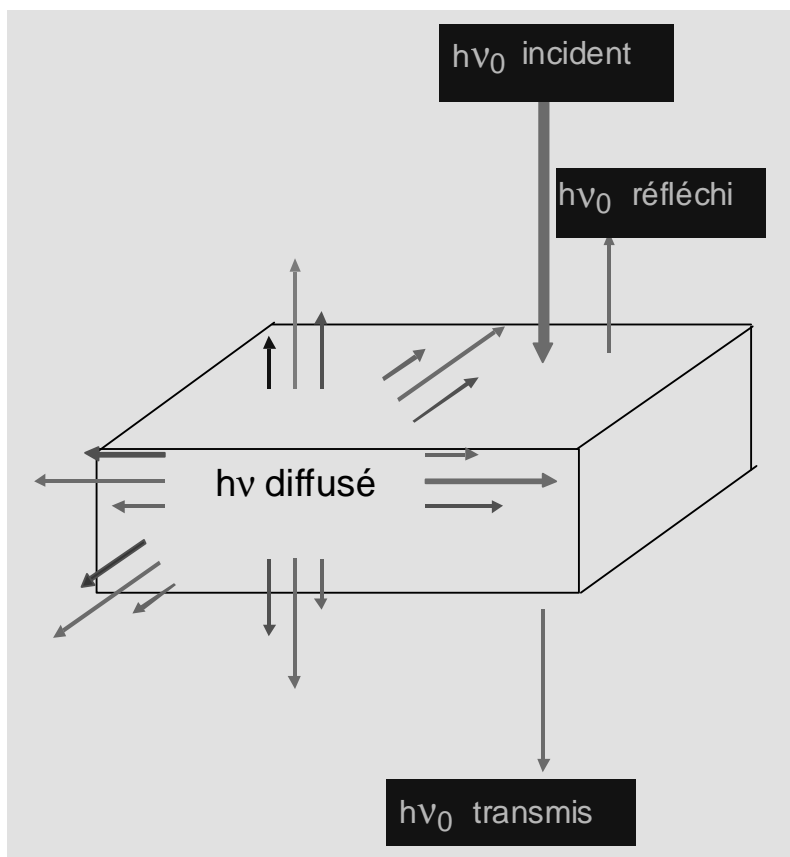 hν₀ incident
hν₀ réfléchi
hν diffusé
hν₀ transmis